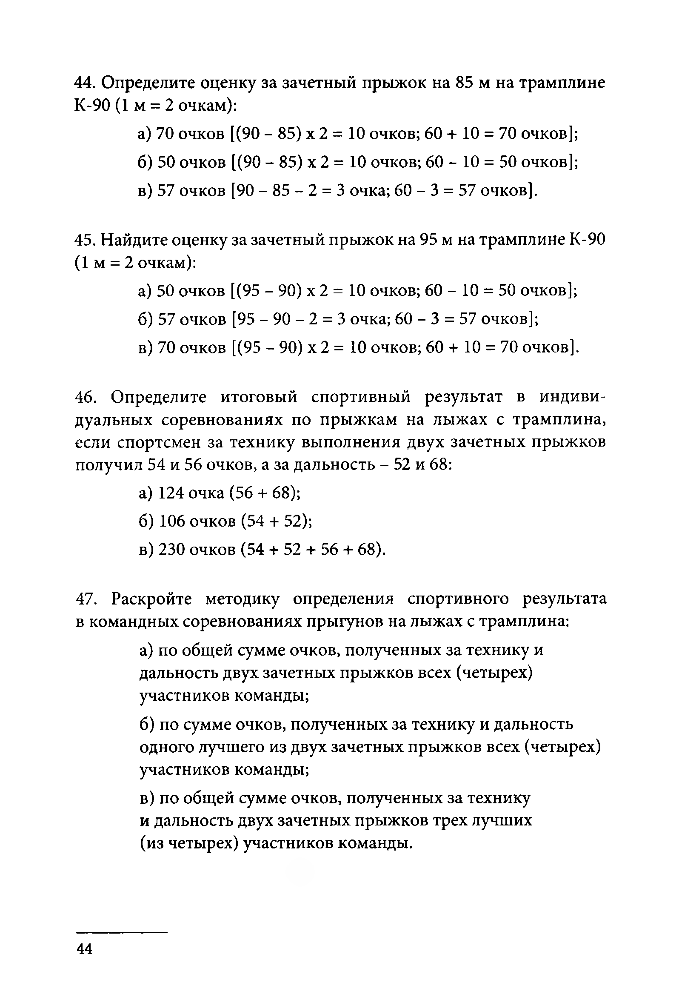 44. Определите оценку за зачетный прыжок на 85 м на трамплине
К-90 (1 м = 2 очкам):
а) 70 очков [(90 – 85) х 2 = 10 очков; 60 + 10 = 70 очков];
б) 50 очков [(90 – 85) х 2 = 10 очков; 60 – 10 = 50 очков];
в) 57 очков [90 – 85 – 2 = 3 очка; 60 – 3 = 57 очков].
45. Найдите оценку за зачетный прыжок на 95 м на трамплине К-90
(1 м = 2 очкам):
а) 50 очков [(95 – 90) х 2 = 10 очков; 60 – 10 = 50 очков];
б) 57 очков [95 – 90 – 2 = 3 очка; 60 – 3 = 57 очков];
в) 70 очков [(95 – 90) х 2 = 10 очков; 60 + 10 = 70 очков].
46. Определите итоговый спортивный результат в индиви-
дуальных соревнованиях по прыжкам на лыжах с трамплина,
если спортсмен за технику выполнения двух зачетных прыжков
получил 54 и 56 очков, а за дальность – 52 и 68:
а) 124 очка (56 + 68);
б) 106 очков (54 + 52);
в) 230 очков (54 + 52 + 56 + 68).
47. Раскройте методику определения спортивного результата
в командных соревнованиях прыгунов на лыжах с трамплина:
а) по общей сумме очков, полученных за технику и
дальность двух зачетных прыжков всех (четырех)
участников команды;
б) по сумме очков, полученных за технику и дальность
одного лучшего из двух зачетных прыжков всех (четырех)
участников команды;
в) по общей сумме очков, полученных за технику
и дальность двух зачетных прыжков трех лучших
(из четырех) участников команды.
44